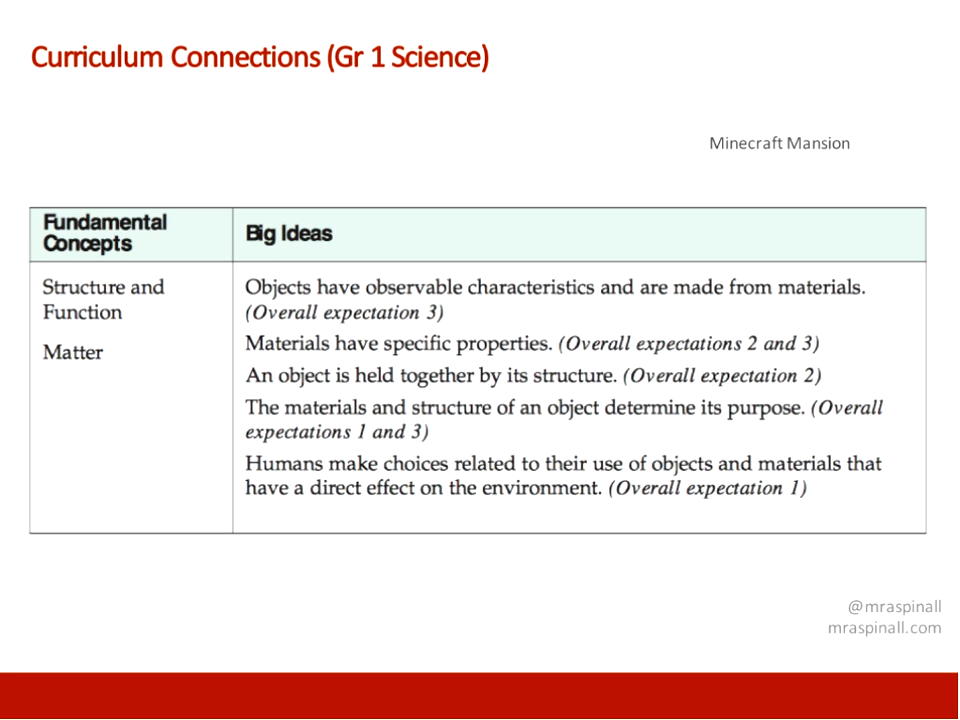 Curriculum Connections (Gr 1 Science)
Minecraft Mansion
Fundamental
Concepts
Big Ideas
Structure and
Function
Matter
Objects have observable characteristics and are made from materials.
(Overall expectation 3)
Materials have specific properties. (Overall expectations 2 and 3)
An object is held together by its structure. (Overall expectation 2)
The materials and structure of an object determine its purpose. (Overall
expectations 1 and 3)
Humans make choices related to their use of objects and materials that
have a direct effect on the environment. (Overall expectation 1)
@mraspinall
mraspinall.com